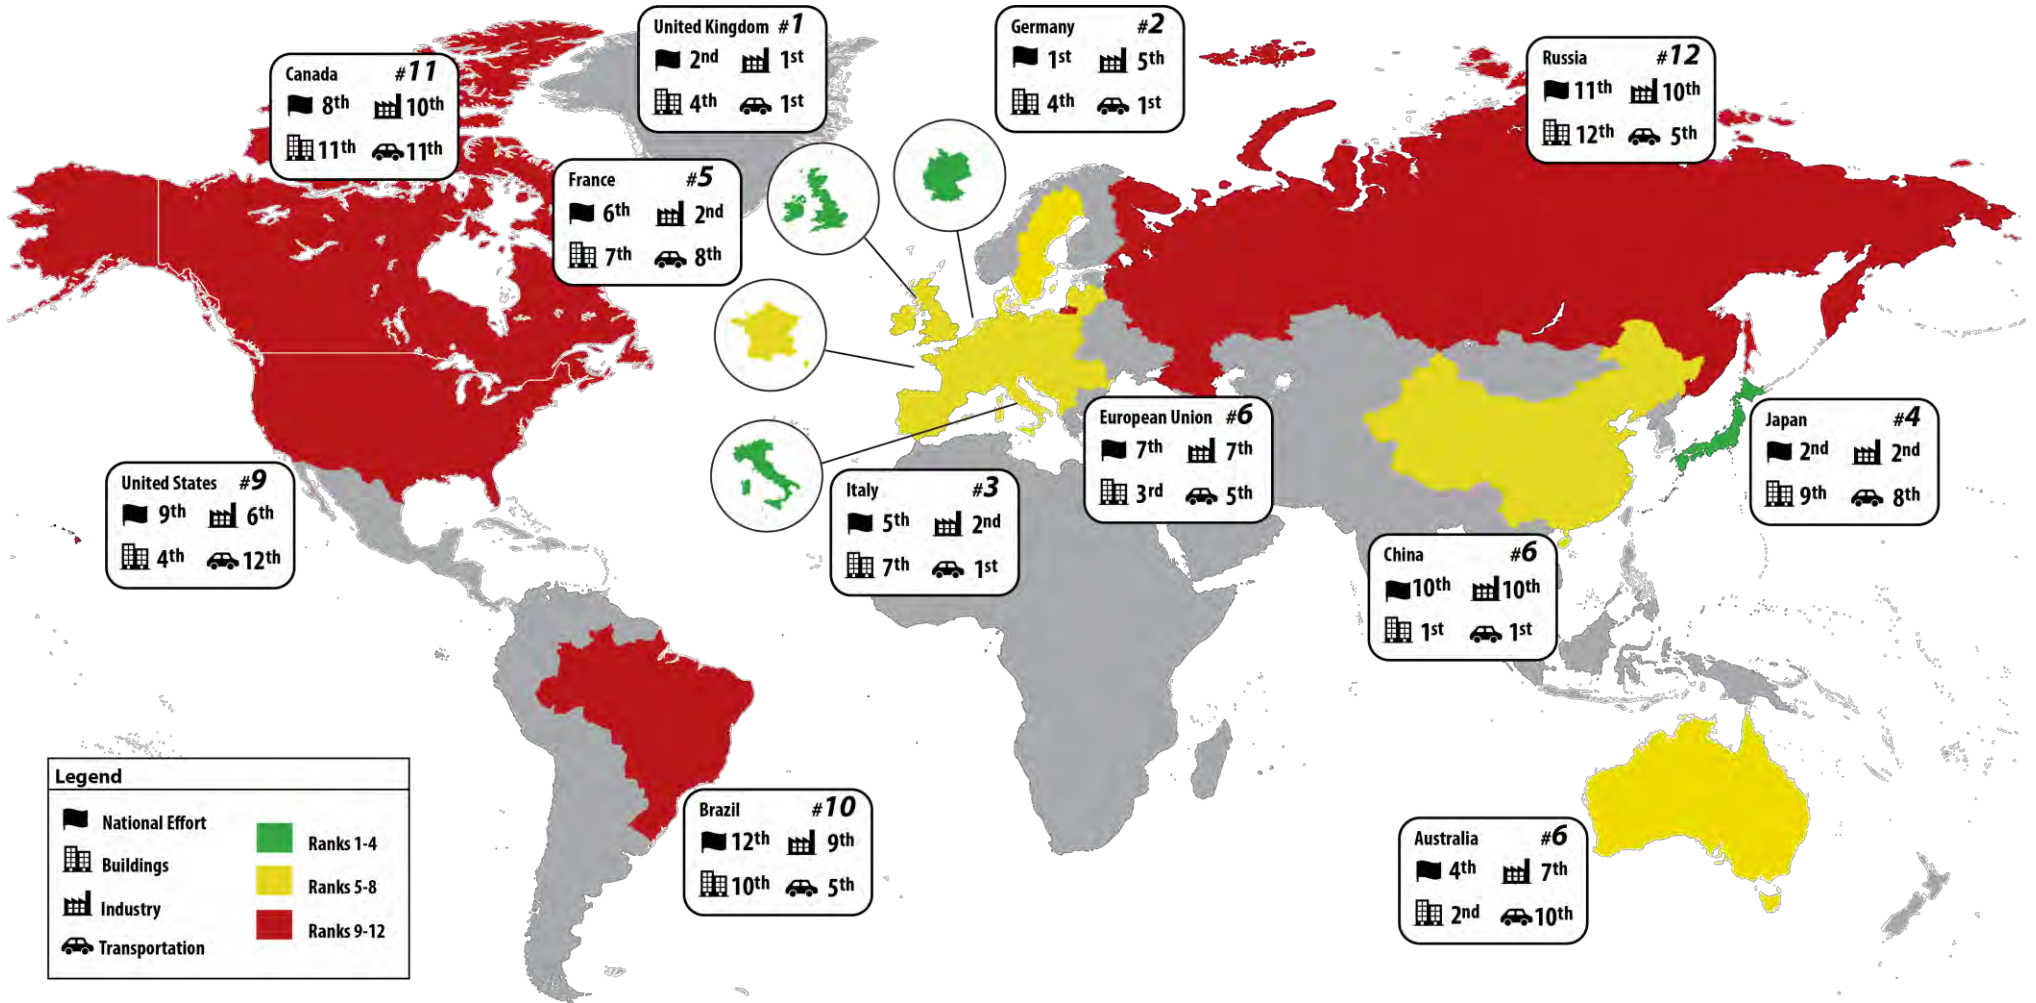 United Kingdom #1
2nd 1st
4th 1st
Germany #2
1st 5th
4th 1st
Russia #12
11th 10th
12th 5th
Canada #11
8th 10th
11th 11th
France #5
6th 2nd
7th 8th
European Union #6
7th 7th
3rd 5th
Japan #4
2nd 2nd
9th 8th
United States #9
9th 6th
4th 12th
Italy #3
5th 2nd
7th 1st
China #6
10th 10th
1st 1st
Brazil #10
12th 9th
10th 5th
Australia #6
4th 7th
2nd 10th
Legend
National Effort
Buildings
Industry
Transportation
Ranks 1-4
Ranks 5-8
Ranks 9-12